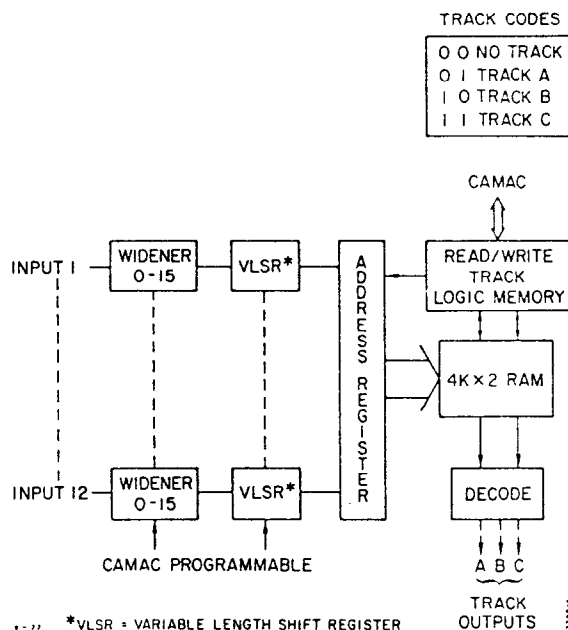 TRACK CODES
0 0 NO TRACK
0 1 TRACK A
1 0 TRACK B
1 1 TRACK C
CAMAC
INPUT 1
WIDENER
0-15
VLSR*
ADDRESS REGISTER
READ/WRITE
TRACK
LOGIC MEMORY
4K × 2 RAM
INPUT 12
WIDENER
0-15
VLSR*
DECODE
CAMAC PROGRAMMABLE
A B C
TRACK
OUTPUTS
*VLSR = VARIABLE LENGTH SHIFT REGISTER